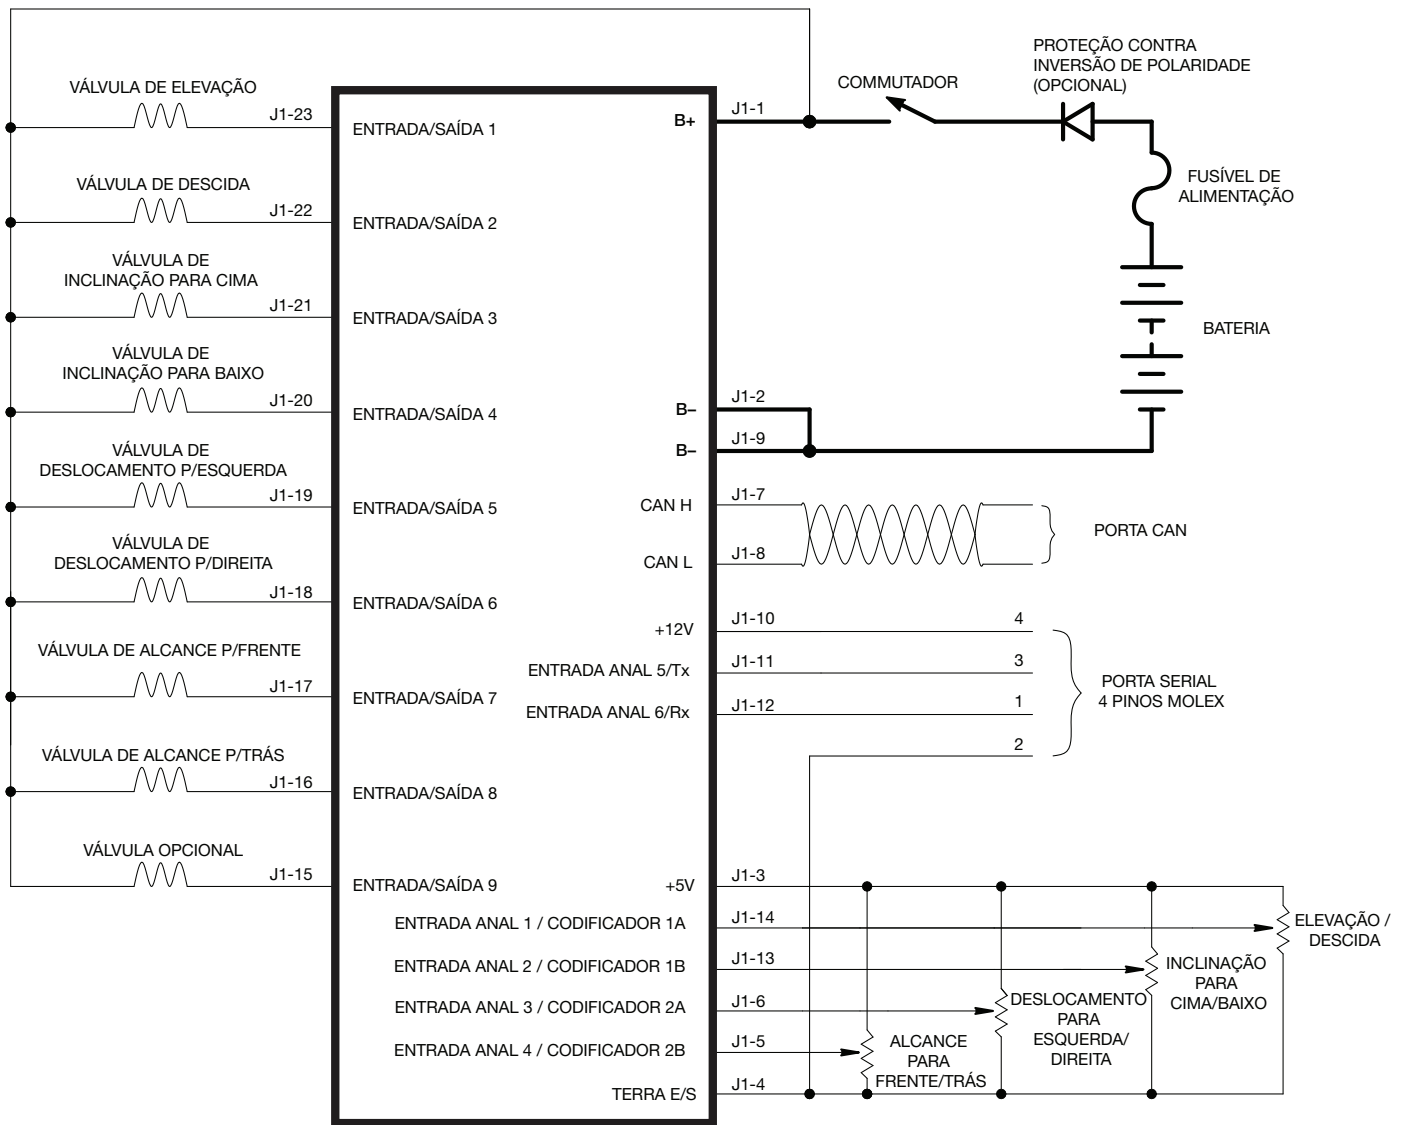 PROTEÇÃO CONTRA
INVERSÃO DE POLARIDADE
(OPCIONAL)
COMMUTADOR
VÁLVULA DE ELEVAÇÃO
J1-23
ENTRADA/SAÍDA 1
B+
J1-1
FUSÍVEL DE
ALIMENTAÇÃO
VÁLVULA DE DESCIDA
J1-22
ENTRADA/SAÍDA 2
VÁLVULA DE
INCLINAÇÃO PARA CIMA
J1-21
ENTRADA/SAÍDA 3
BATERIA
VÁLVULA DE
INCLINAÇÃO PARA BAIXO
J1-20
ENTRADA/SAÍDA 4
B–
J1-2
B–
J1-9
VÁLVULA DE
DESLOCAMENTO P/ESQUERDA
J1-19
ENTRADA/SAÍDA 5
CAN H
J1-7
PORTA CAN
CAN L
J1-8
VÁLVULA DE
DESLOCAMENTO P/DIREITA
J1-18
ENTRADA/SAÍDA 6
+12V
J1-10
4
VÁLVULA DE ALCANCE P/FRENTE
J1-17
ENTRADA/SAÍDA 7
ENTRADA ANAL 5/Tx
J1-11
3
ENTRADA ANAL 6/Rx
J1-12
1
2
PORTA SERIAL
4 PINOS MOLEX
VÁLVULA DE ALCANCE P/TRÁS
J1-16
ENTRADA/SAÍDA 8
VÁLVULA OPCIONAL
J1-15
ENTRADA/SAÍDA 9
+5V
J1-3
ENTRADA ANAL 1 / CODIFICADOR 1A
J1-14
ELEVAÇÃO /
DESCIDA
ENTRADA ANAL 2 / CODIFICADOR 1B
J1-13
INCLINAÇÃO
PARA
CIMA/BAIXO
ENTRADA ANAL 3 / CODIFICADOR 2A
J1-6
DESLOCAMENTO
PARA
ESQUERDA/
DIREITA
ENTRADA ANAL 4 / CODIFICADOR 2B
J1-5
ALCANCE
PARA
FRENTE/TRÁS
TERRA E/S
J1-4